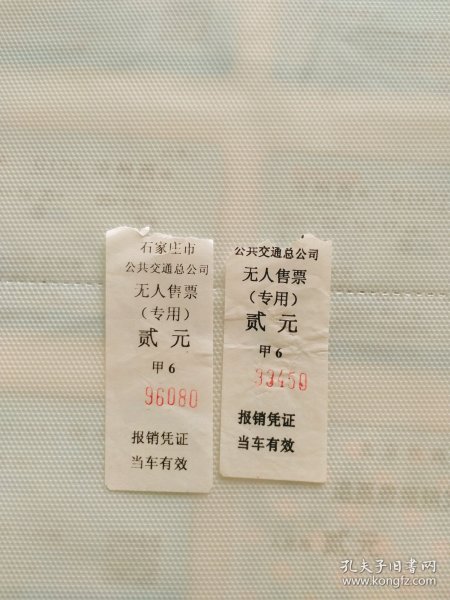 石家庄市
公共交通总公司
无人售票
（专用）
贰元
甲6
96080
报销凭证
当车有效
公共交通总公司
无人售票
（专用）
贰元
甲6
33450
报销凭证
当车有效
孔夫子旧书网
www.kongfz.com